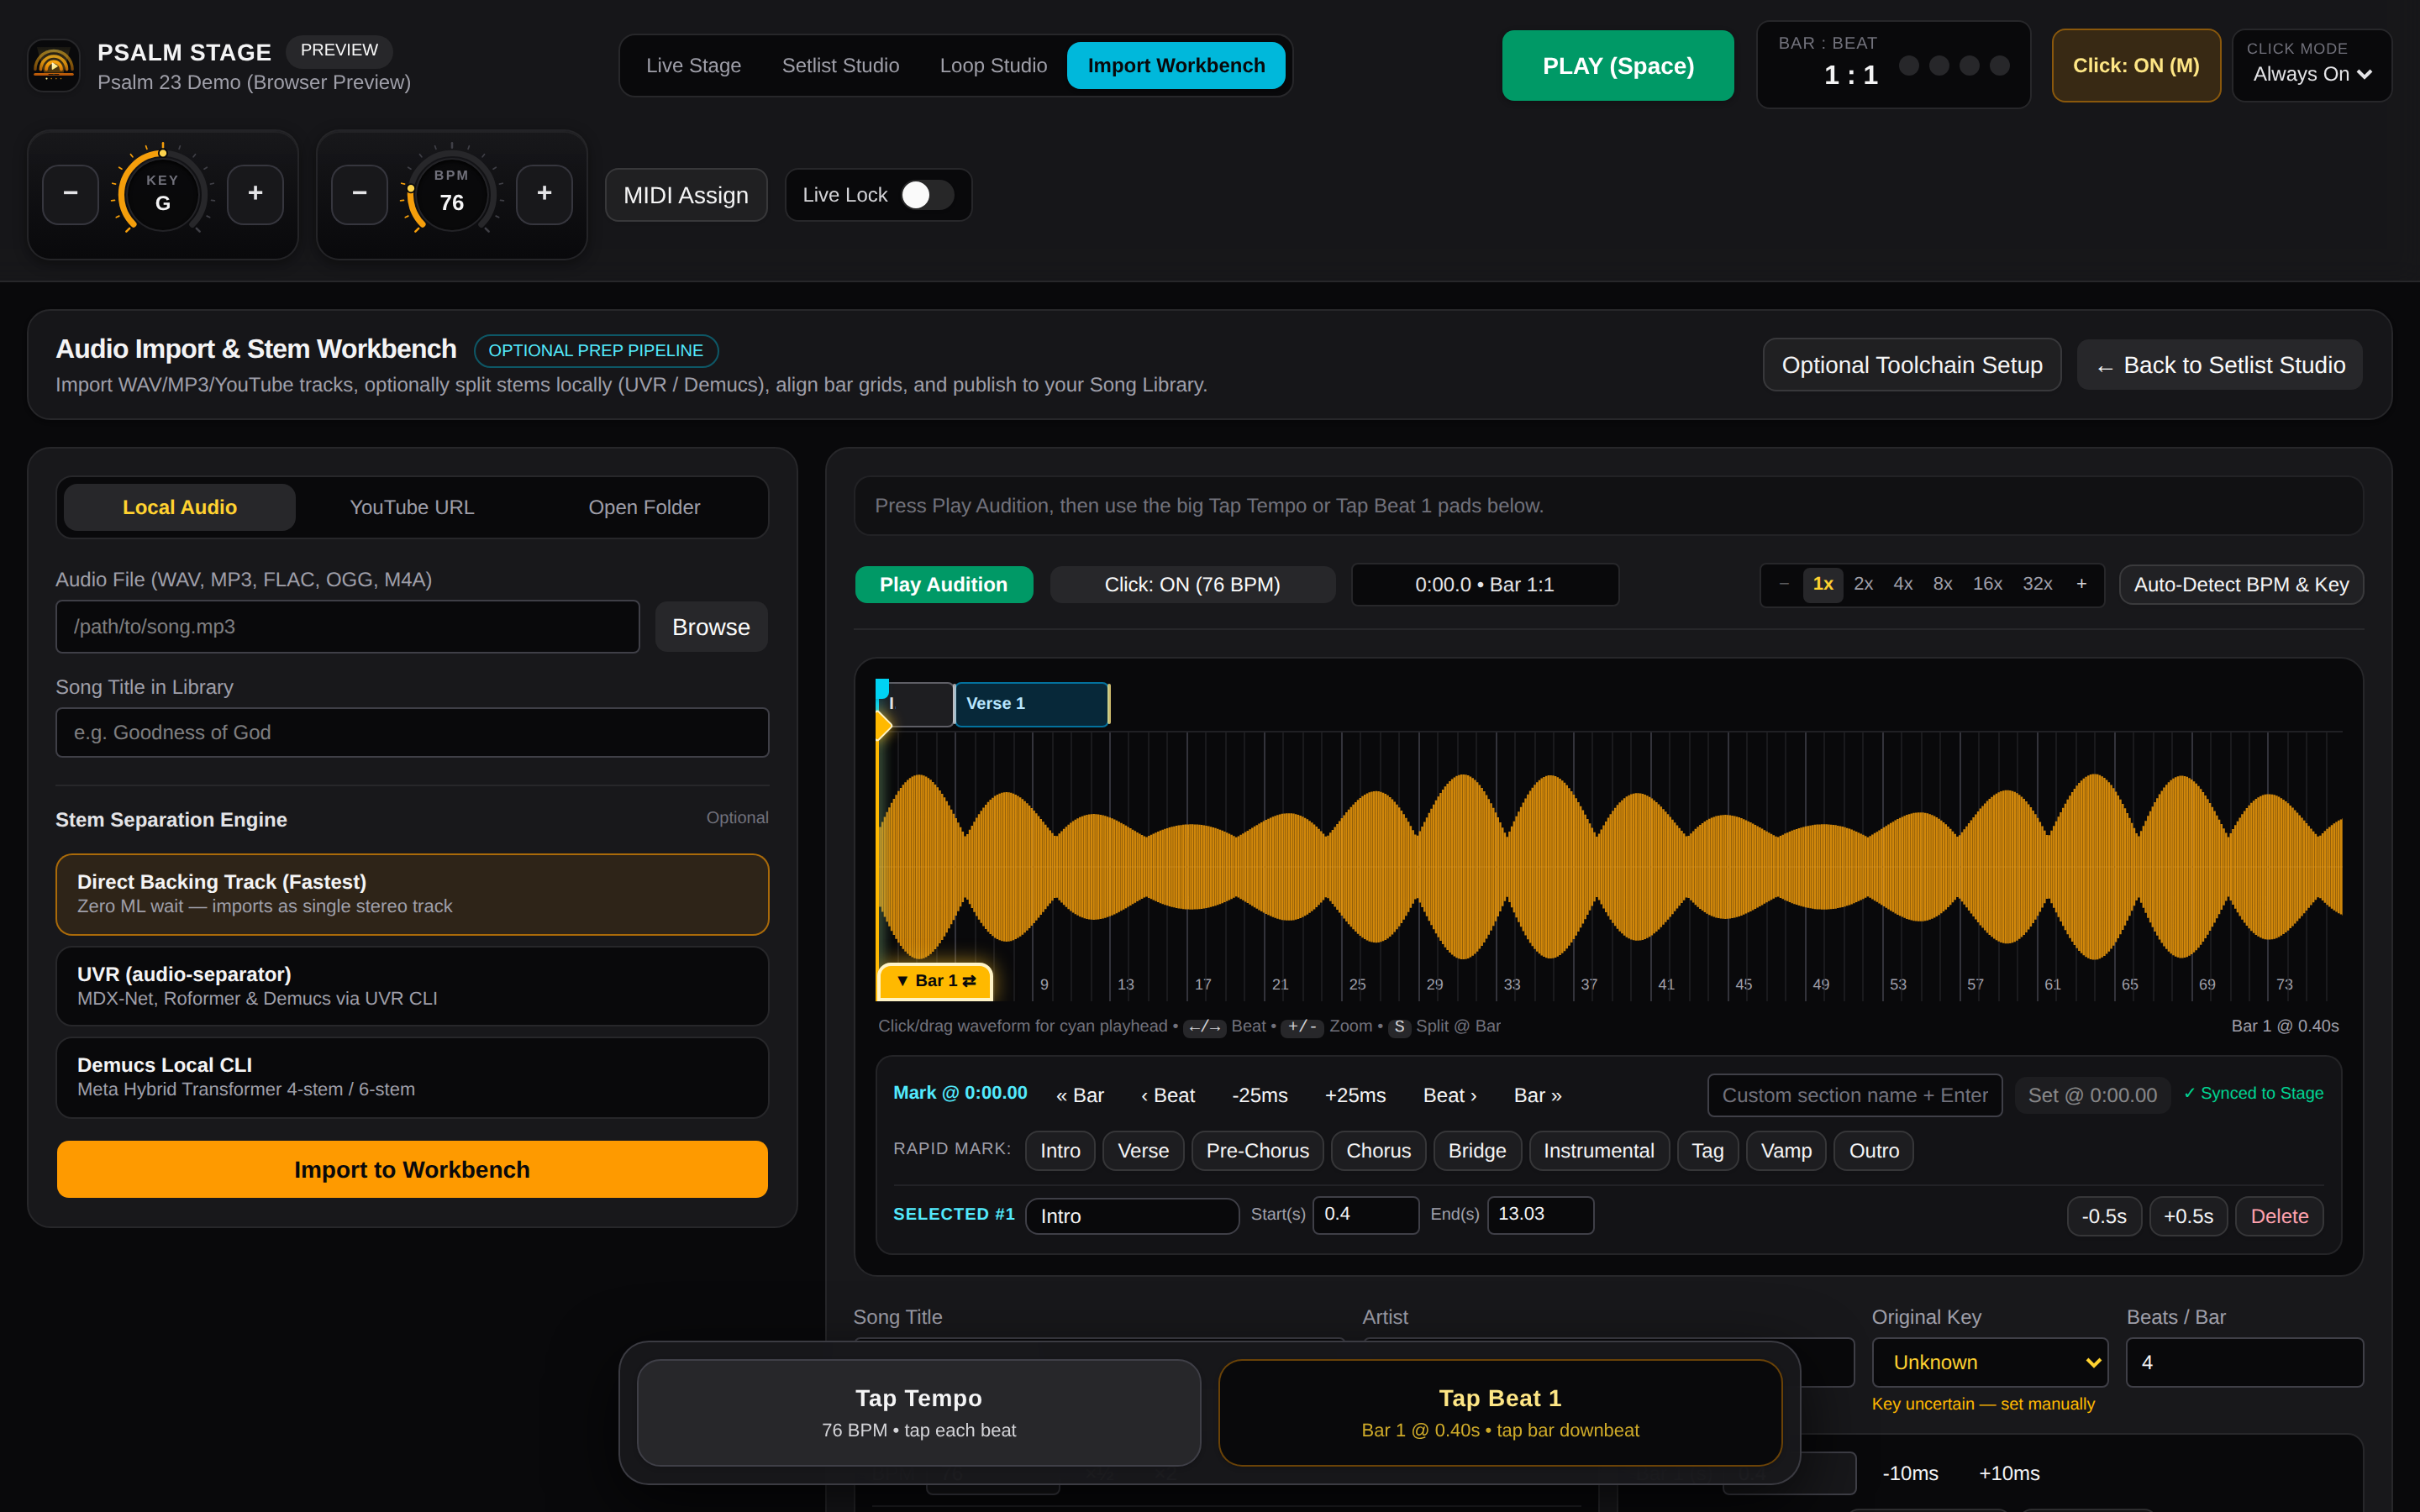 PSALM STAGE PREVIEW
Psalm 23 Demo (Browser Preview)
Live Stage Setlist Studio Loop Studio Import Workbench
PLAY (Space)
BAR : BEAT
1 : 1
Click: ON (M)
CLICK MODE
Always On
− KEY G +
− BPM 76 +
MIDI Assign
Live Lock
Audio Import & Stem Workbench OPTIONAL PREP PIPELINE
Import WAV/MP3/YouTube tracks, optionally split stems locally (UVR / Demucs), align bar grids, and publish to your Song Library.
Optional Toolchain Setup
← Back to Setlist Studio
Local Audio YouTube URL Open Folder
Audio File (WAV, MP3, FLAC, OGG, M4A)
/path/to/song.mp3 Browse
Song Title in Library
e.g. Goodness of God
Stem Separation Engine Optional
Direct Backing Track (Fastest)
Zero ML wait — imports as single stereo track
UVR (audio-separator)
MDX-Net, Roformer & Demucs via UVR CLI
Demucs Local CLI
Meta Hybrid Transformer 4-stem / 6-stem
Import to Workbench
Press Play Audition, then use the big Tap Tempo or Tap Beat 1 pads below.
Play Audition Click: ON (76 BPM) 0:00.0 • Bar 1:1 − 1x 2x 4x 8x 16x 32x + Auto-Detect BPM & Key
I Verse 1
▼ Bar 1 ⇄ 9 13 17 21 25 29 33 37 41 45 49 53 57 61 65 69 73
Click/drag waveform for cyan playhead • ←/→ Beat • +/- Zoom • S Split @ Bar Bar 1 @ 0.40s
Mark @ 0:00.00 « Bar ‹ Beat -25ms +25ms Beat › Bar » Custom section name + Enter Set @ 0:00.00 ✓ Synced to Stage
RAPID MARK: Intro Verse Pre-Chorus Chorus Bridge Instrumental Tag Vamp Outro
SELECTED #1 Intro Start(s) 0.4 End(s) 13.03 -0.5s +0.5s Delete
Song Title Artist Original Key Beats / Bar
Unknown 4
Key uncertain — set manually
Tap Tempo
76 BPM • tap each beat
Tap Beat 1
Bar 1 @ 0.40s • tap bar downbeat
-10ms +10ms